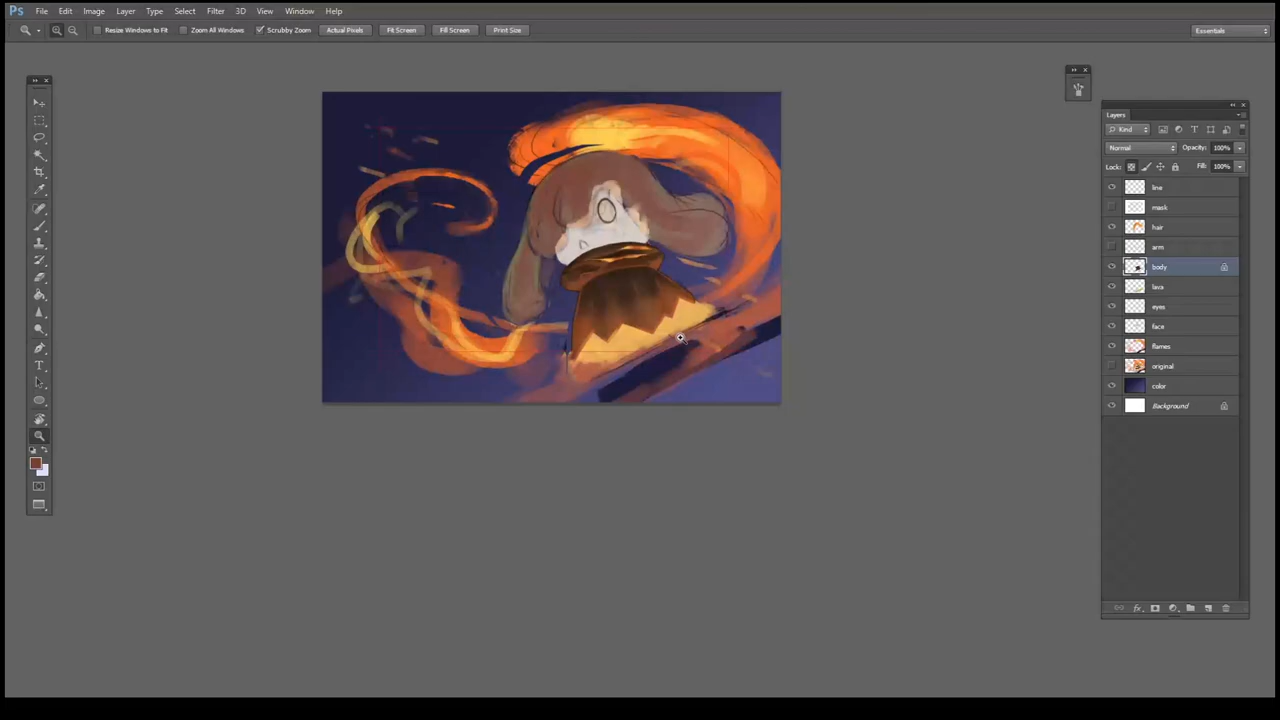 Ps File Edit Image Layer Type Select Filter 3D View Window Help
Resize Windows to Fit Zoom All Windows Scrubby Zoom Actual Pixels Fit Screen Fill Screen Print Size Essentials
Layers
Kind
Normal Opacity: 100%
Lock: Fill: 100%
line
mask
hair
arm
body
lava
eyes
face
flames
original
color
Background